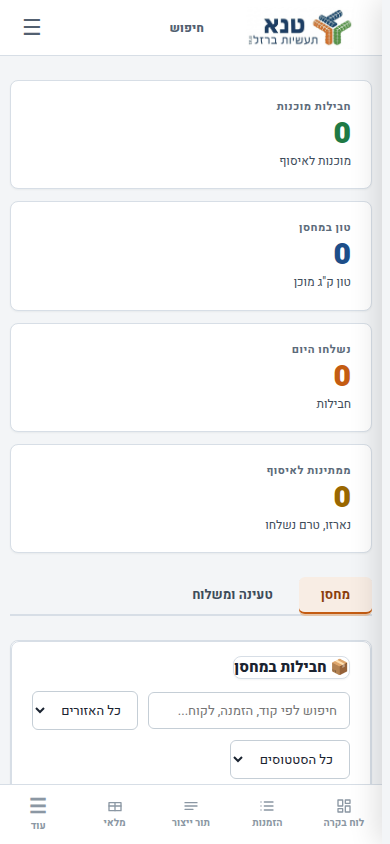 טנא
תעשיות ברזל
חיפוש
חבילות מוכנות
0
מוכנות לאיסוף
טון במחסן
0
טון ק"ג מוכן
נשלחו היום
0
חבילות
ממתינות לאיסוף
0
נארזו, טרם נשלחו
מחסן
טעינה ומשלוח
📦 חבילות במחסן
חיפוש לפי קוד, הזמנה, לקוח...
כל האזורים
כל הסטטוסים
לוח בקרה
הזמנות
תור ייצור
מלאי
עוד